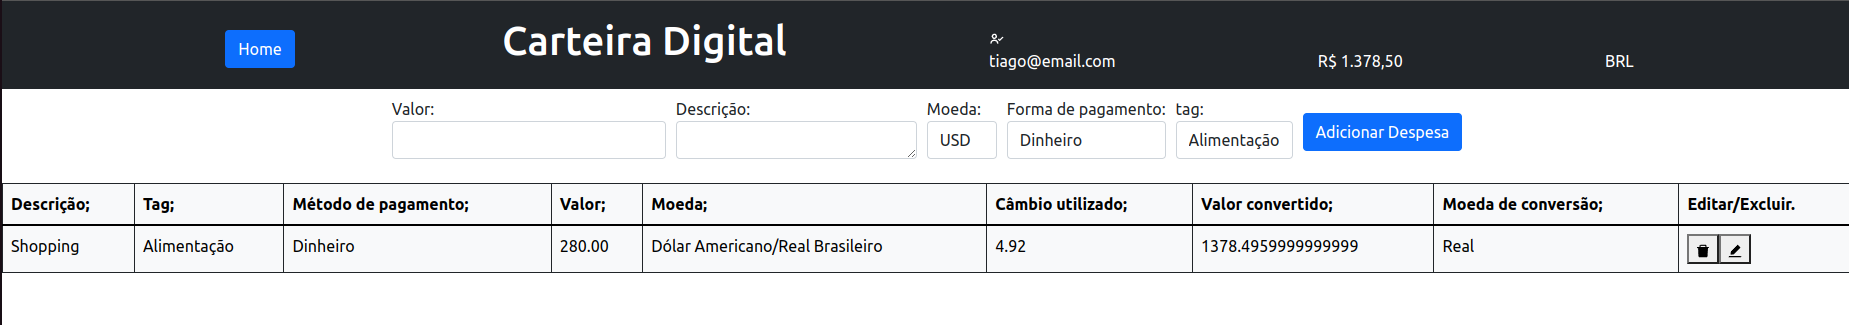 Home
Carteira Digital
tiago@email.com
R$ 1.378,50
BRL
Valor:
Descrição:
Moeda:
Forma de pagamento:
tag:
USD
Dinheiro
Alimentação
Adicionar Despesa
Descrição; Tag; Método de pagamento; Valor; Moeda; Câmbio utilizado; Valor convertido; Moeda de conversão; Editar/Excluir.
Shopping Alimentação Dinheiro 280.00 Dólar Americano/Real Brasileiro 4.92 1378.4959999999999 Real